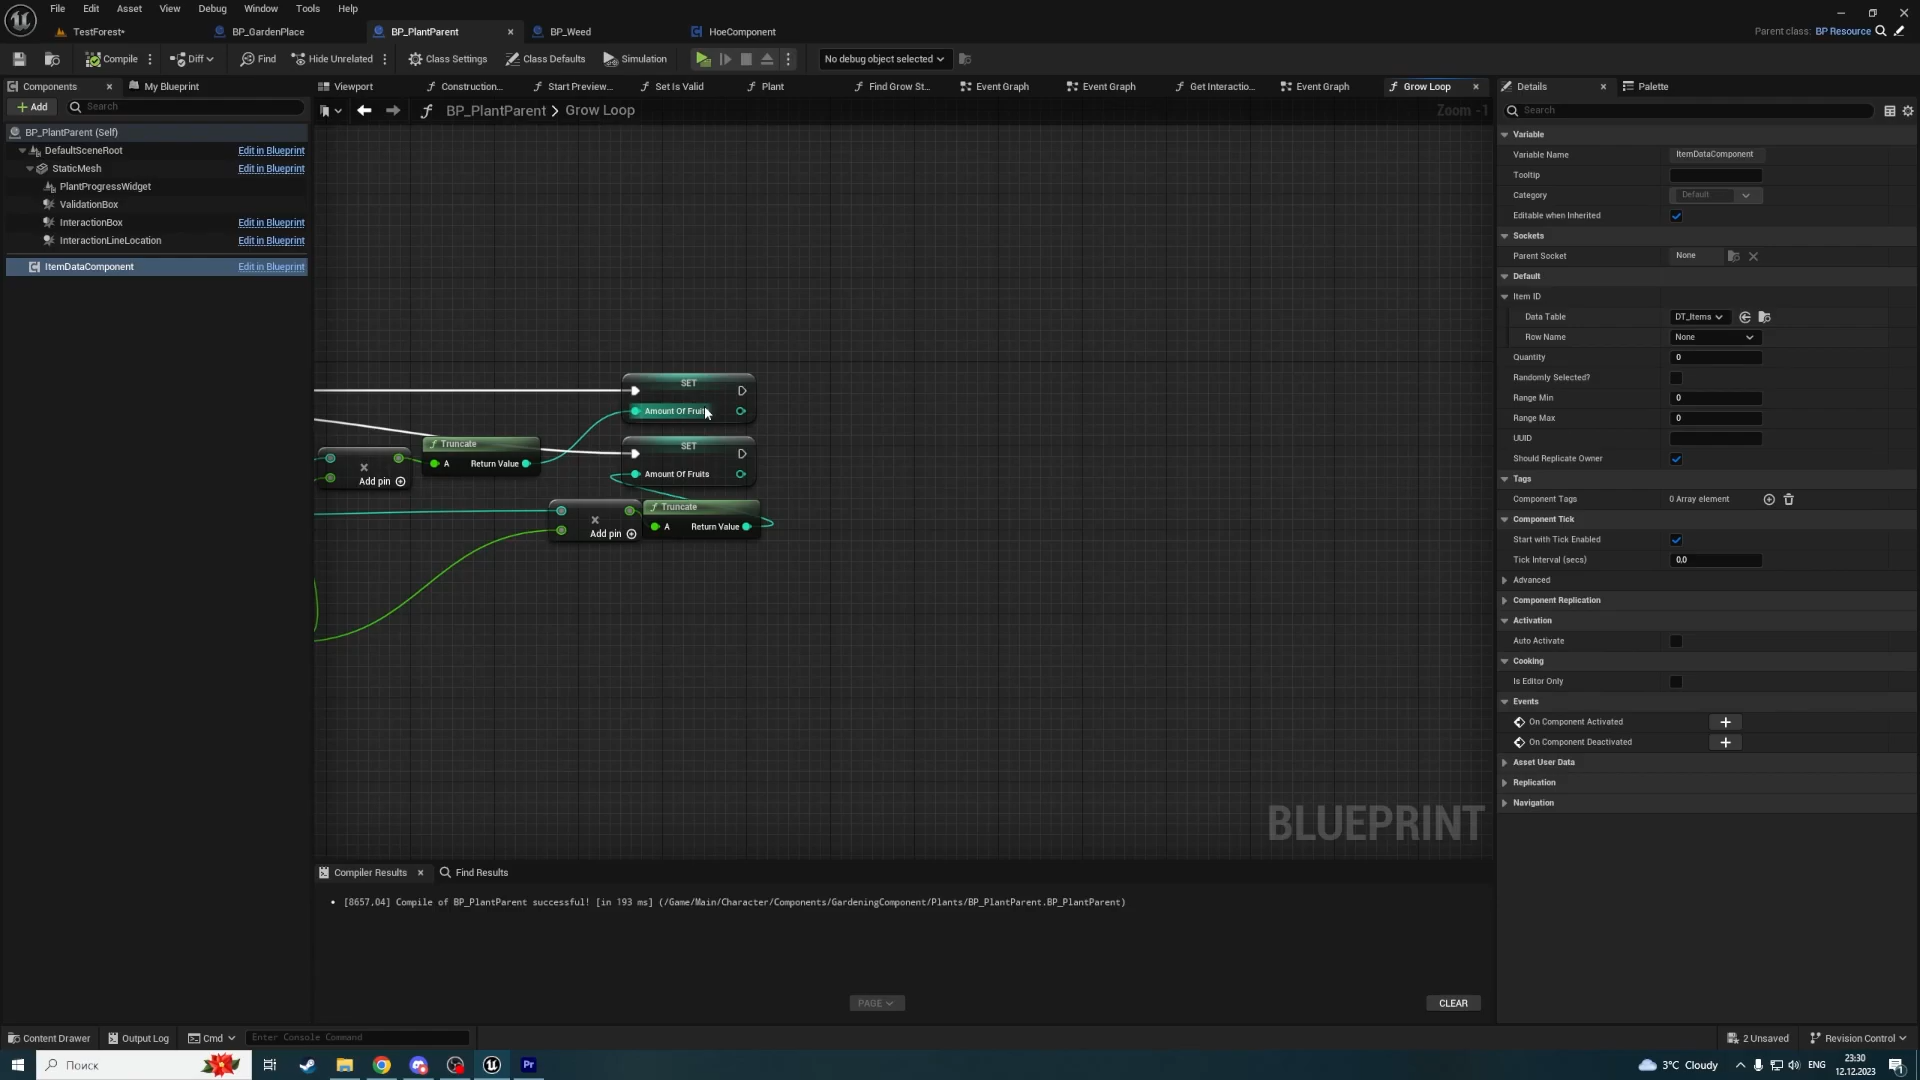 File Edit Asset View Debug Window Tools Help
TestForest* BP_GardenPlace BP_PlantParent BP_Weed HoeComponent
Parent class: BP Resource
Compile Diff Find Hide Unrelated Class Settings Class Defaults Simulation No debug object selected
Components My Blueprint
Viewport Construction... Start Preview... Set Is Valid Plant Find Grow St... Event Graph Event Graph Get Interactio... Event Graph Grow Loop
Details Palette
+ Add Search
BP_PlantParent > Grow Loop
Zoom -1
Search
BP_PlantParent (Self)
DefaultSceneRoot Edit in Blueprint
StaticMesh Edit in Blueprint
PlantProgressWidget
ValidationBox
InteractionBox Edit in Blueprint
InteractionLineLocation Edit in Blueprint
ItemDataComponent Edit in Blueprint
SET
Amount Of Fruits
Truncate
A Return Value
Add pin
SET
Amount Of Fruits
Truncate
A Return Value
Add pin
BLUEPRINT
Variable
Variable Name ItemDataComponent
Tooltip
Category Default
Editable when Inherited
Sockets
Parent Socket None
Default
Item ID
Data Table DT_Items
Row Name None
Quantity 0
Randomly Selected?
Range Min 0
Range Max 0
UUID
Should Replicate Owner
Tags
Component Tags 0 Array element
Component Tick
Start with Tick Enabled
Tick Interval (secs) 0.0
Advanced
Component Replication
Activation
Auto Activate
Cooking
Is Editor Only
Events
On Component Activated
On Component Deactivated
Asset User Data
Replication
Navigation
Compiler Results Find Results
[8657,04] Compile of BP_PlantParent successful! [in 193 ms] (/Game/Main/Character/Components/GardeningComponent/Plants/BP_PlantParent.BP_PlantParent)
PAGE CLEAR
Content Drawer Output Log Cmd Enter Console Command 2 Unsaved Revision Control
Поиск Pr 3°C Cloudy ENG 23:30
12.12.2023